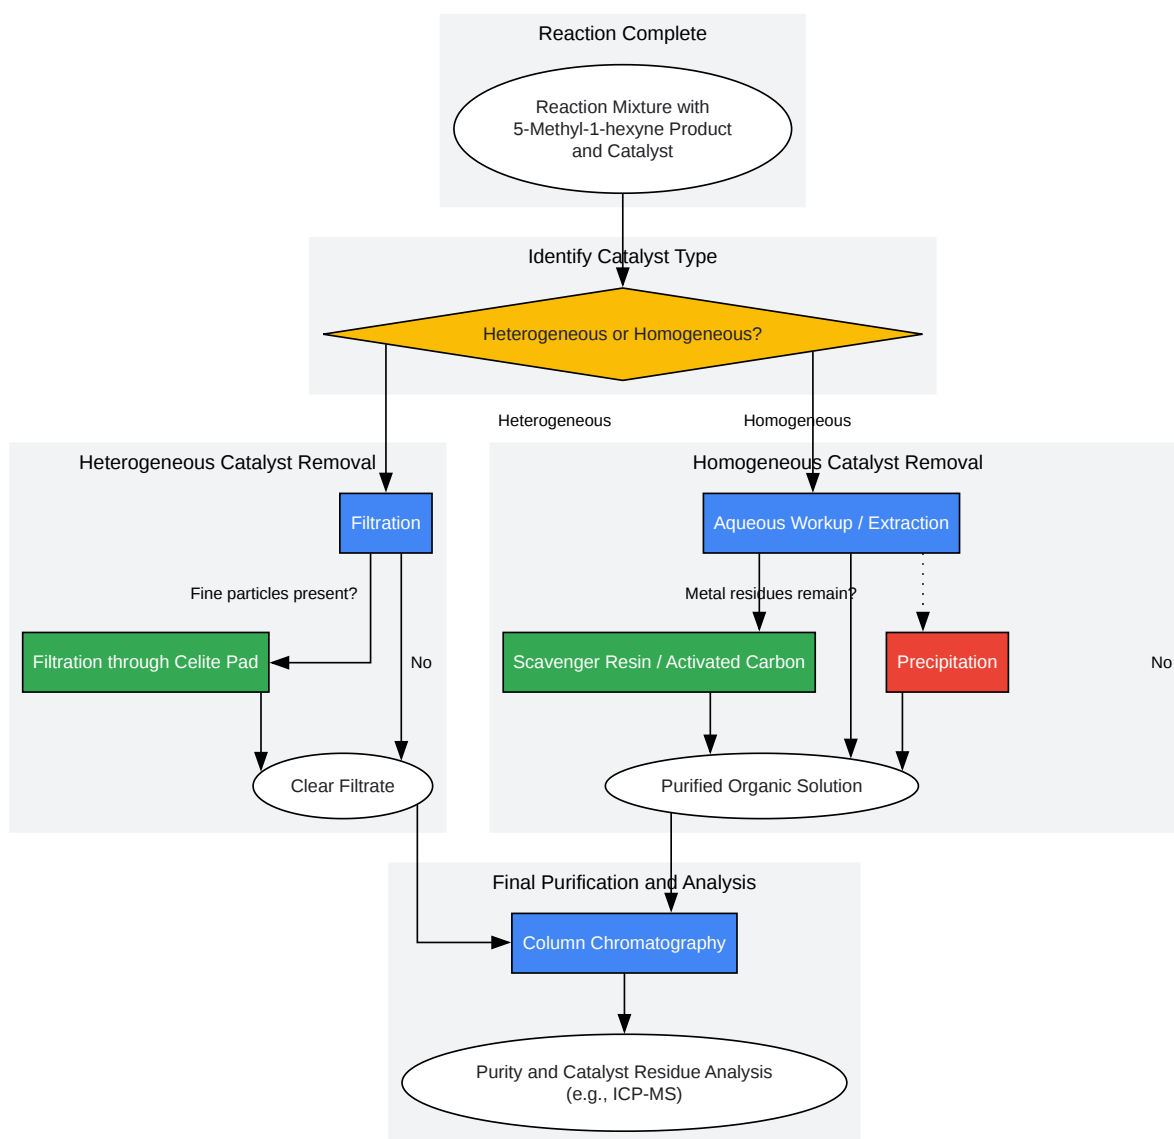 Reaction Complete
Reaction Mixture with
5-Methyl-1-hexyne Product
and Catalyst
Identify Catalyst Type
Heterogeneous or Homogeneous?
Heterogeneous
Homogeneous
Heterogeneous Catalyst Removal
Homogeneous Catalyst Removal
Filtration
Aqueous Workup / Extraction
Fine particles present?
Metal residues remain?
Filtration through Celite Pad
No
Scavenger Resin / Activated Carbon
Precipitation
No
Clear Filtrate
Purified Organic Solution
Final Purification and Analysis
Column Chromatography
Purity and Catalyst Residue Analysis
(e.g., ICP-MS)